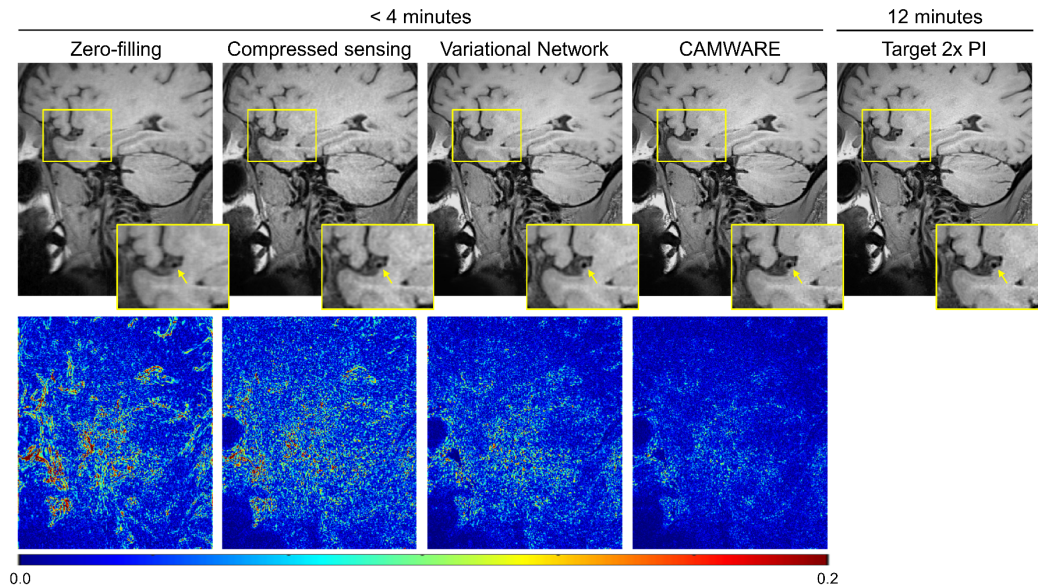 < 4 minutes
12 minutes
Zero-filling
Compressed sensing
Variational Network
CAMWARE
Target 2x PI
0.0
0.2